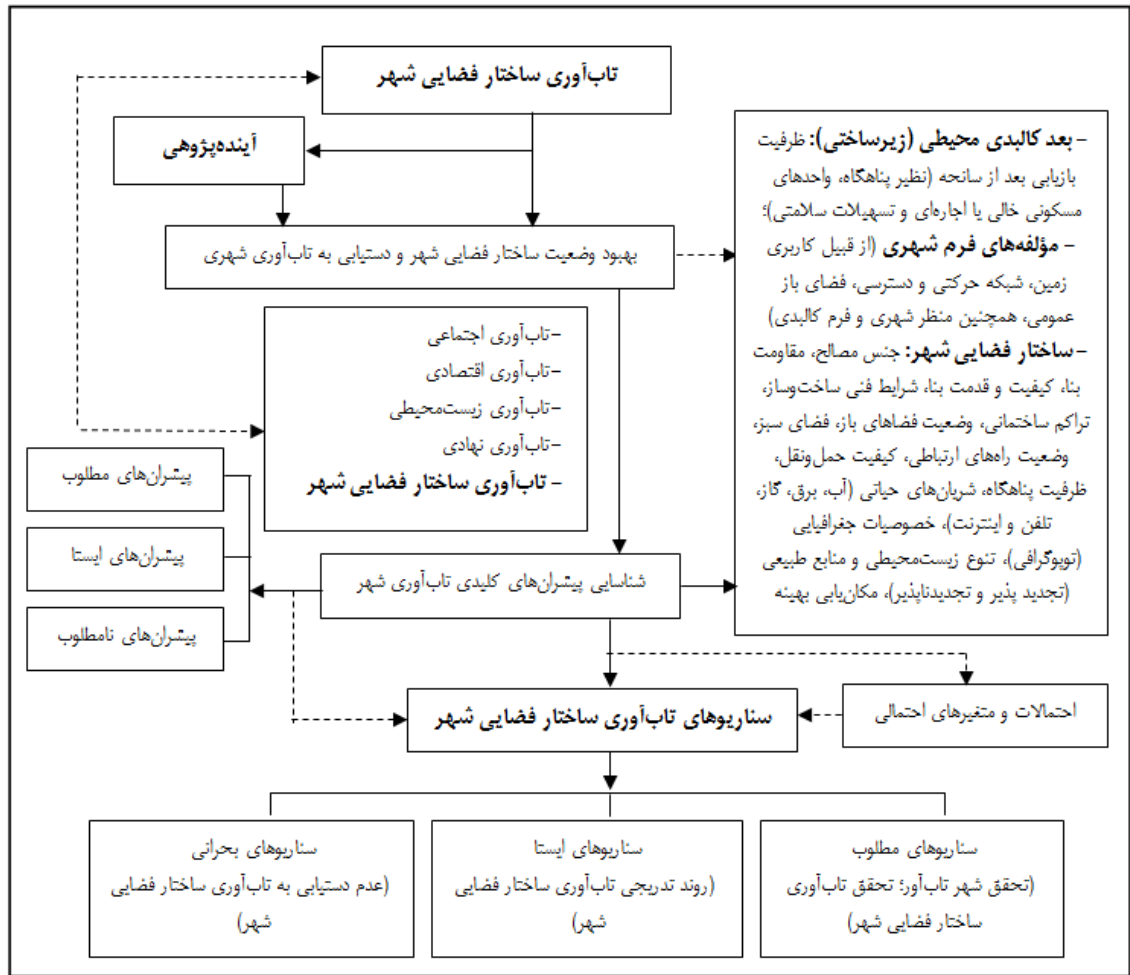 تاب‌آوری ساختار فضایی شهر
آینده‌پژوهی
بهبود وضعیت ساختار فضایی شهر و دستیابی به تاب‌آوری شهری
– بعد کالبدی محیطی (زیرساختی): ظرفیت
بازیابی بعد از سانحه (نظیر پناهگاه، واحدهای
مسکونی خالی یا اجاره‌ای و تسهیلات سلامتی)؛
– مؤلفه‌های فرم شهری (از قبیل کاربری
زمین، شبکه حرکتی و دسترسی، فضای باز
عمومی، همچنین منظر شهری و فرم کالبدی)
– ساختار فضایی شهر: جنس مصالح، مقاومت
بنا، کیفیت و قدمت بنا، شرایط فنی ساخت‌وساز،
تراکم ساختمانی، وضعیت فضاهای باز، فضای سبز،
وضعیت راه‌های ارتباطی، کیفیت حمل‌ونقل،
ظرفیت پناهگاه، شریان‌های حیاتی (آب، برق، گاز،
تلفن و اینترنت)، خصوصیات جغرافیایی
(توپوگرافی)، تنوع زیست‌محیطی و منابع طبیعی
(تجدید پذیر و تجدیدناپذیر)، مکان‌یابی بهینه
–تاب‌آوری اجتماعی
–تاب‌آوری اقتصادی
–تاب‌آوری زیست‌محیطی
–تاب‌آوری نهادی
– تاب‌آوری ساختار فضایی شهر
پیشران‌های مطلوب
پیشران‌های ایستا
پیشران‌های نامطلوب
شناسایی پیشران‌های کلیدی تاب‌آوری شهر
احتمالات و متغیرهای احتمالی
سناریوهای تاب‌آوری ساختار فضایی شهر
سناریوهای مطلوب
(تحقق شهر تاب‌آور؛ تحقق تاب‌آوری
ساختار فضایی شهر)
سناریوهای ایستا
(روند تدریجی تاب‌آوری ساختار فضایی
شهر)
سناریوهای بحرانی
(عدم دستیابی به تاب‌آوری ساختار فضایی
شهر)